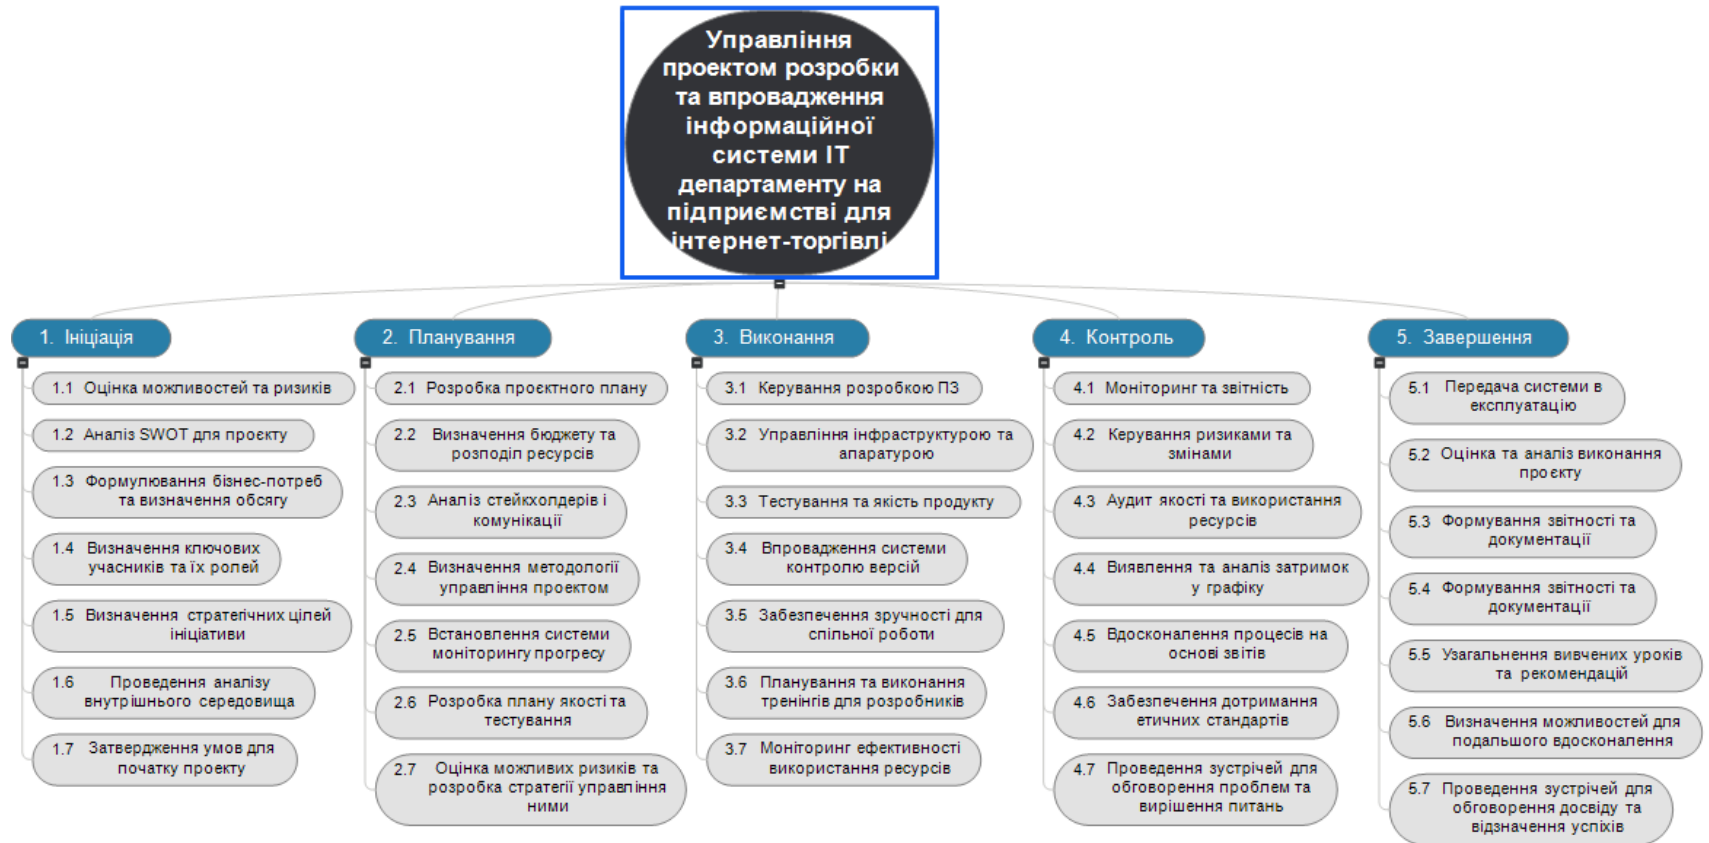 Управління
проектом розробки
та впровадження
інформаційної
системи ІТ
департаменту на
підприємстві для
інтернет-торгівлі
1. Ініціація
1.1 Оцінка можливостей та ризиків
1.2 Аналіз SWOT для проєкту
1.3 Формулювання бізнес-потреб
та визначення обсягу
1.4 Визначення ключових
учасників та їх ролей
1.5 Визначення стратегічних цілей
ініціативи
1.6 Проведення аналізу
внутрішнього середовища
1.7 Затвердження умов для
початку проекту
2. Планування
2.1 Розробка проєктного плану
2.2 Визначення бюджету та
розподіл ресурсів
2.3 Аналіз стейкхолдерів і
комунікації
2.4 Визначення методології
управління проектом
2.5 Встановлення системи
моніторингу прогресу
2.6 Розробка плану якості та
тестування
2.7 Оцінка можливих ризиків та
розробка стратегії управління
ними
3. Виконання
3.1 Керування розробкою ПЗ
3.2 Управління інфраструктурою та
апаратурою
3.3 Тестування та якість продукту
3.4 Впровадження системи
контролю версій
3.5 Забезпечення зручності для
спільної роботи
3.6 Планування та виконання
тренінгів для розробників
3.7 Моніторинг ефективності
використання ресурсів
4. Контроль
4.1 Моніторинг та звітність
4.2 Керування ризиками та
змінами
4.3 Аудит якості та використання
ресурсів
4.4 Виявлення та аналіз затримок
у графіку
4.5 Вдосконалення процесів на
основі звітів
4.6 Забезпечення дотримання
етичних стандартів
4.7 Проведення зустрічей для
обговорення проблем та
вирішення питань
5. Завершення
5.1 Передача системи в
експлуатацію
5.2 Оцінка та аналіз виконання
проєкту
5.3 Формування звітності та
документації
5.4 Формування звітності та
документації
5.5 Узагальнення вивчених уроків
та рекомендацій
5.6 Визначення можливостей для
подальшого вдосконалення
5.7 Проведення зустрічей для
обговорення досвіду та
відзначення успіхів